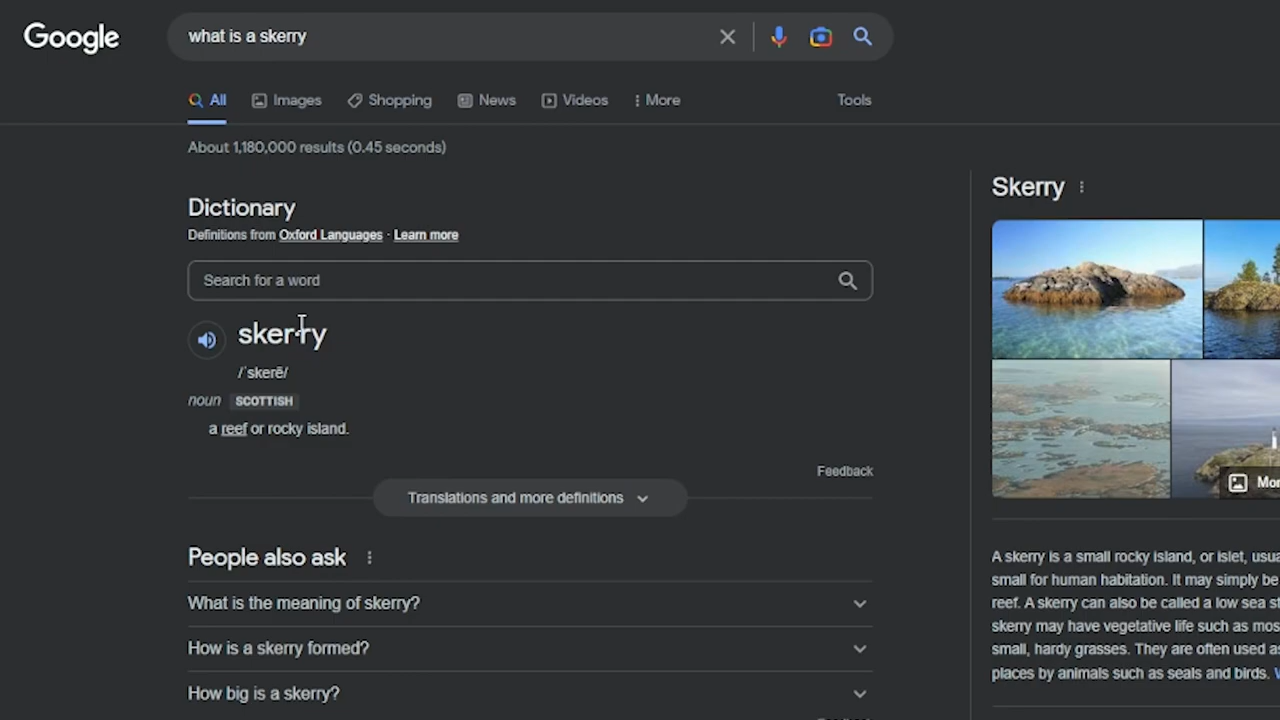 Google
what is a skerry
All Images Shopping News Videos More Tools
About 1,180,000 results (0.45 seconds)
Dictionary
Definitions from Oxford Languages · Learn more
Search for a word
skerry
/ˈskerē/
noun SCOTTISH
a reef or rocky island.
Feedback
Translations and more definitions
People also ask
What is the meaning of skerry?
How is a skerry formed?
How big is a skerry?
Skerry
A skerry is a small rocky island, or islet,
small for human habitation. It may simply be
reef. A skerry can also be called a low sea
skerry may have vegetative life such as
small, hardy grasses. They are often used
places by animals such as seals and birds.